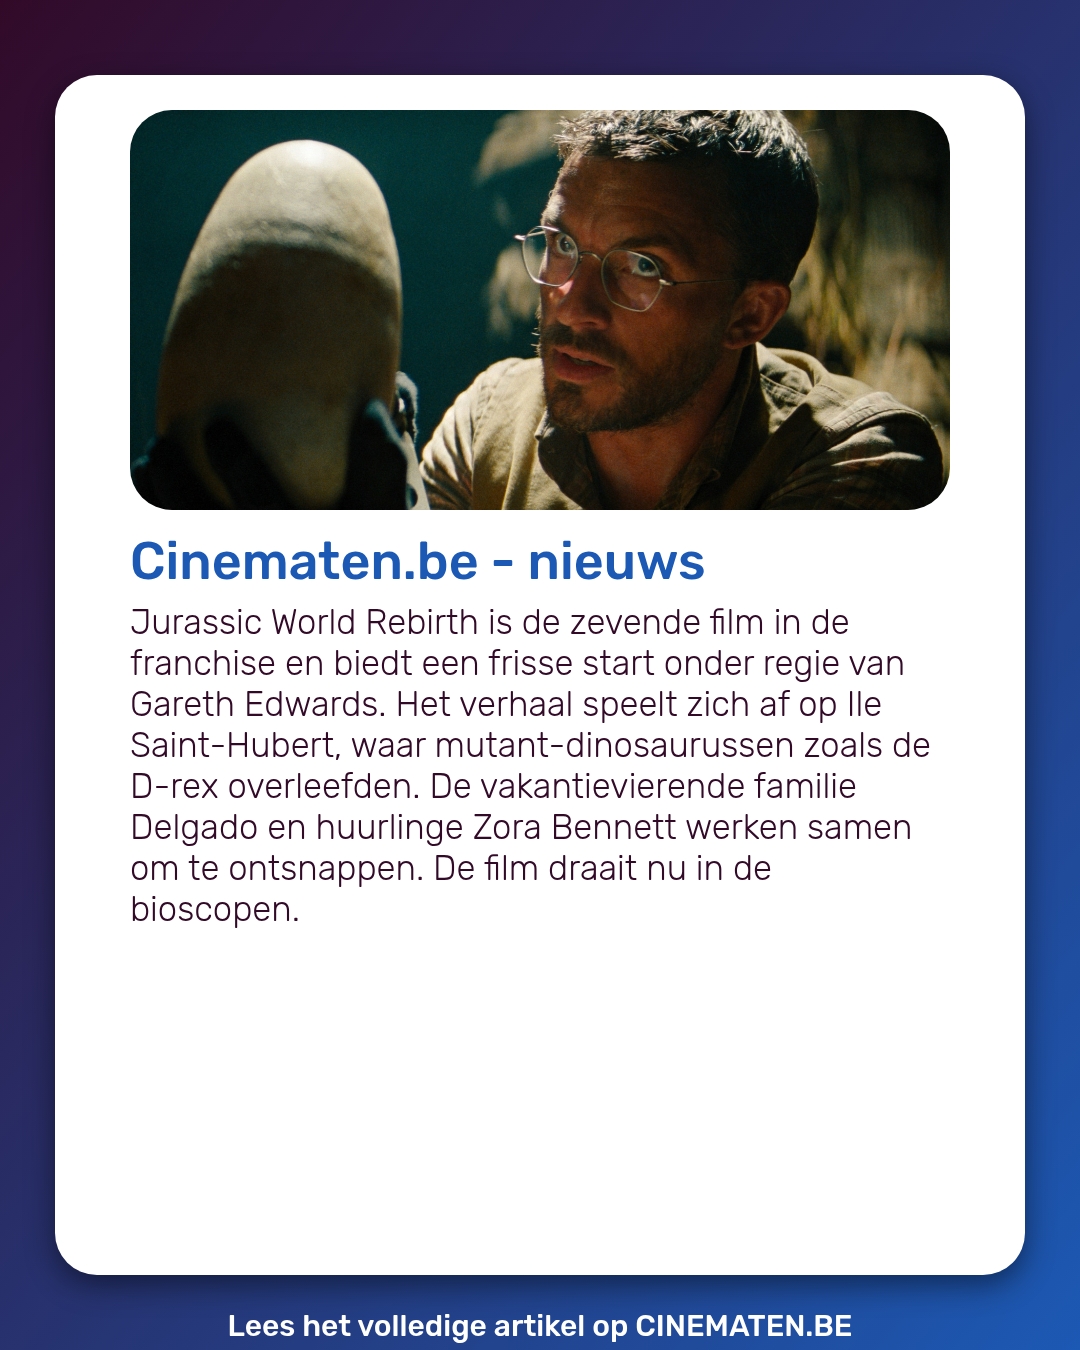 Cinematen.be - nieuws
Jurassic World Rebirth is de zevende film in de
franchise en biedt een frisse start onder regie van
Gareth Edwards. Het verhaal speelt zich af op Ile
Saint-Hubert, waar mutant-dinosaurussen zoals de
D-rex overleefden. De vakantievierende familie
Delgado en huurlinge Zora Bennett werken samen
om te ontsnappen. De film draait nu in de
bioscopen.
Lees het volledige artikel op CINEMATEN.BE